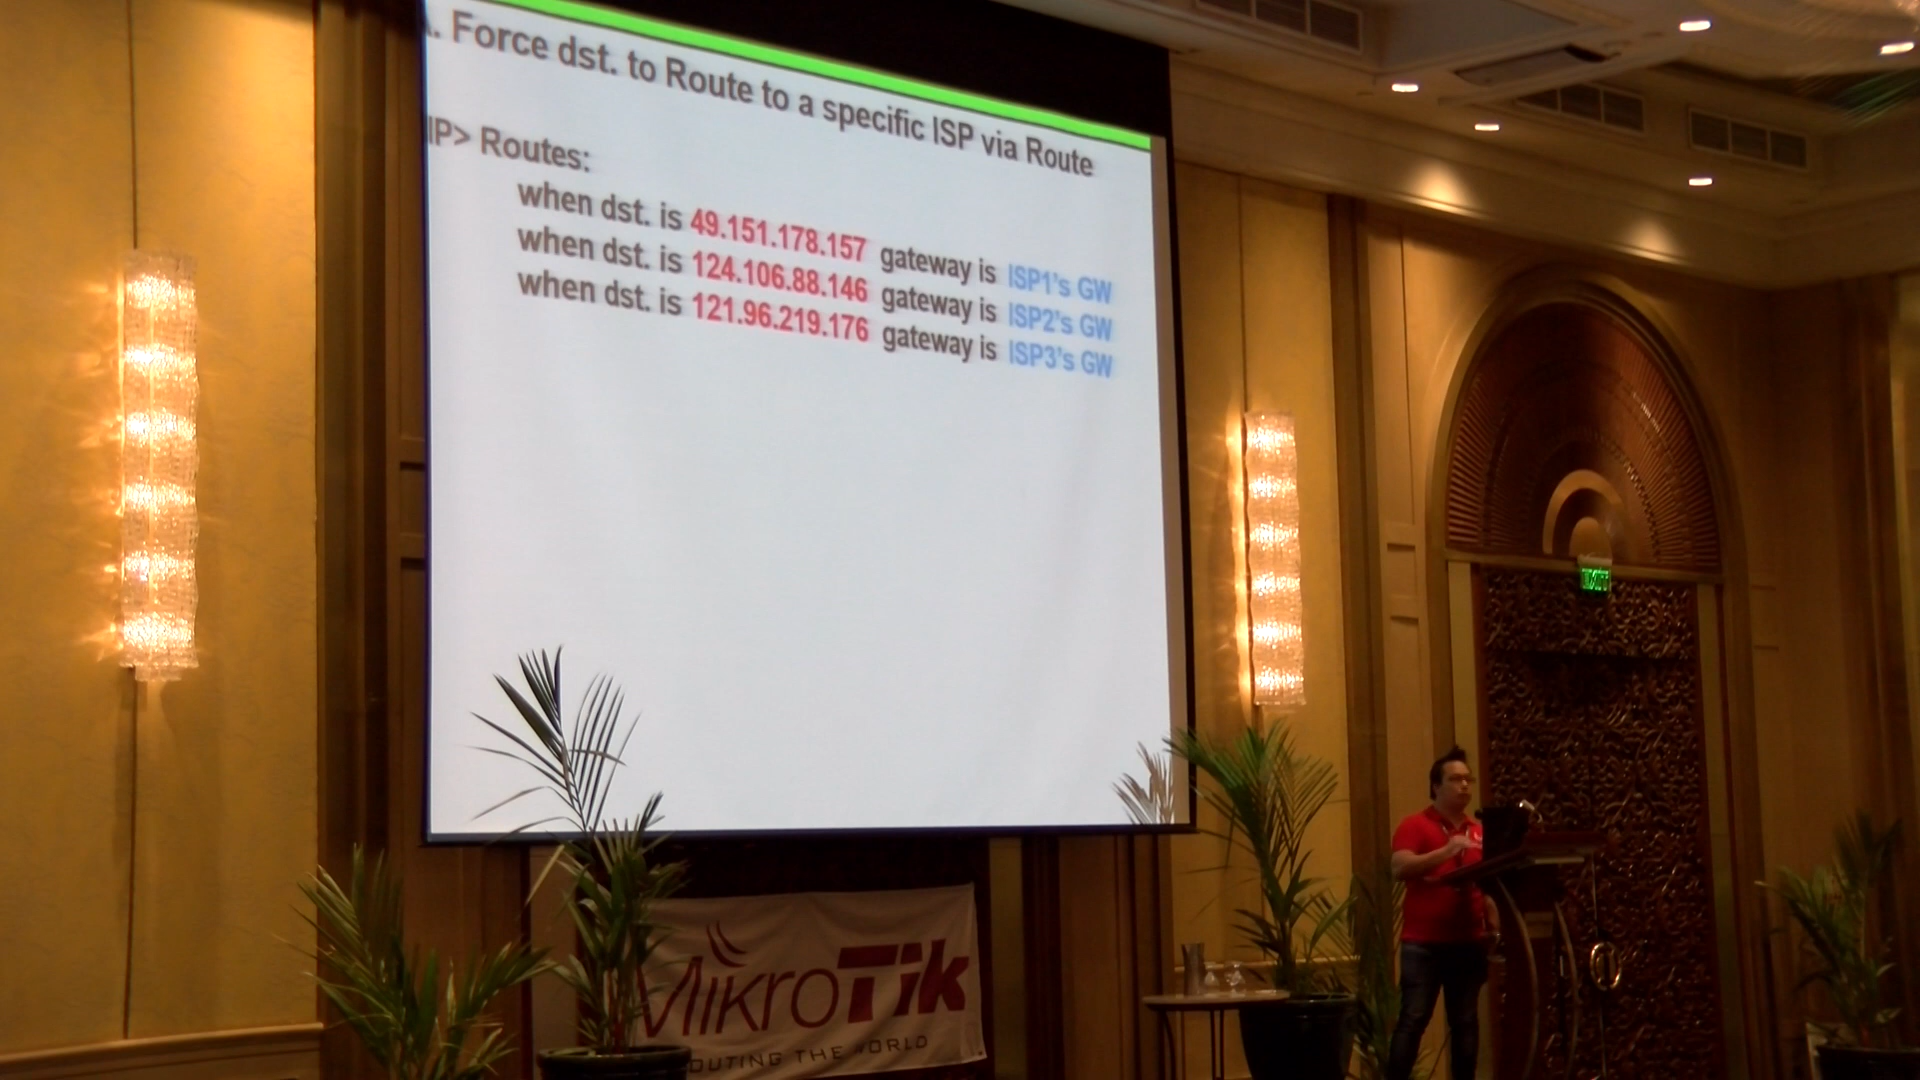 . Force dst. to Route to a specific ISP via Route
IP> Routes:
when dst. is 49.151.178.157 gateway is ISP1's GW
when dst. is 124.106.88.146 gateway is ISP2's GW
when dst. is 121.96.219.176 gateway is ISP3's GW
EXIT
MikroTik
OUTING THE WORLD